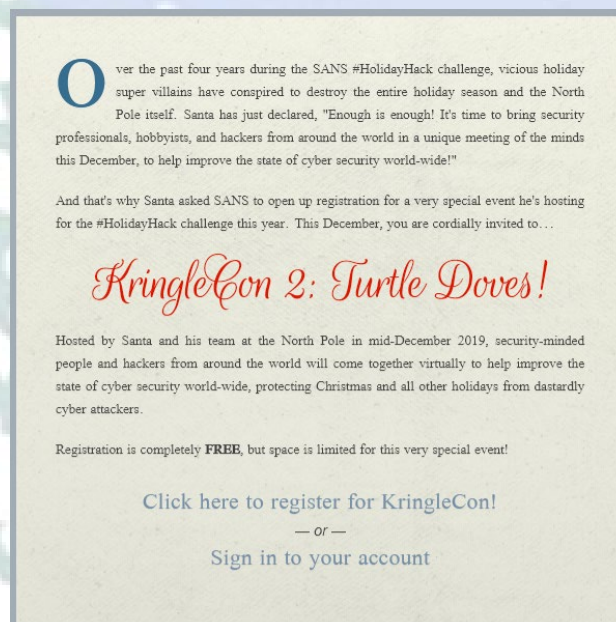 Over the past four years during the SANS #HolidayHack challenge, vicious holiday
super villains have conspired to destroy the entire holiday season and the North
Pole itself. Santa has just declared, "Enough is enough! It's time to bring security
professionals, hobbyists, and hackers from around the world in a unique meeting of the minds
this December, to help improve the state of cyber security world-wide!"
And that's why Santa asked SANS to open up registration for a very special event he's hosting
for the #HolidayHack challenge this year. This December, you are cordially invited to…
KringleCon 2: Turtle Doves!
Hosted by Santa and his team at the North Pole in mid-December 2019, security-minded
people and hackers from around the world will come together virtually to help improve the
state of cyber security world-wide, protecting Christmas and all other holidays from dastardly
cyber attackers.
Registration is completely FREE, but space is limited for this very special event!
Click here to register for KringleCon!
— or —
Sign in to your account